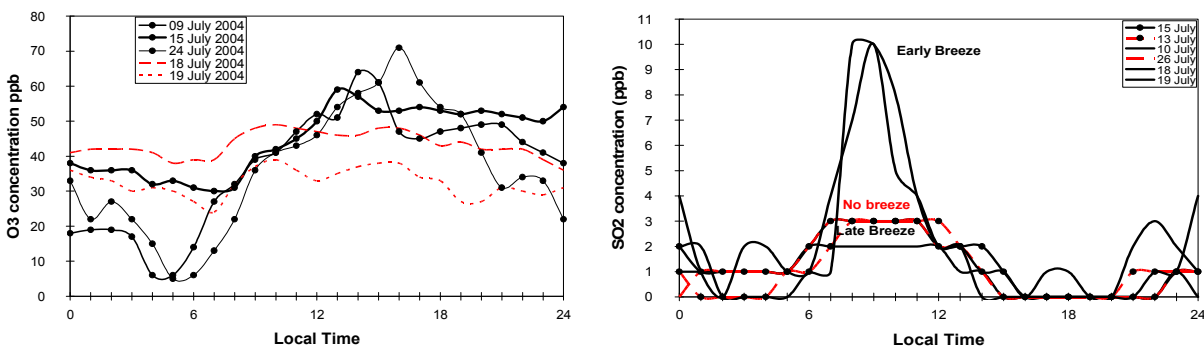 80
70
60
50
40
30
20
10
0
O3 concentration ppb
09 July 2004
15 July 2004
24 July 2004
18 July 2004
19 July 2004
0
6
12
18
24
Local Time
11
10
9
8
7
6
5
4
3
2
1
0
SO2 concentration (ppb)
Early Breeze
No breeze
Late Breeze
15 July
13 July
10 July
26 July
18 July
19 July
0
6
12
18
24
Local Time